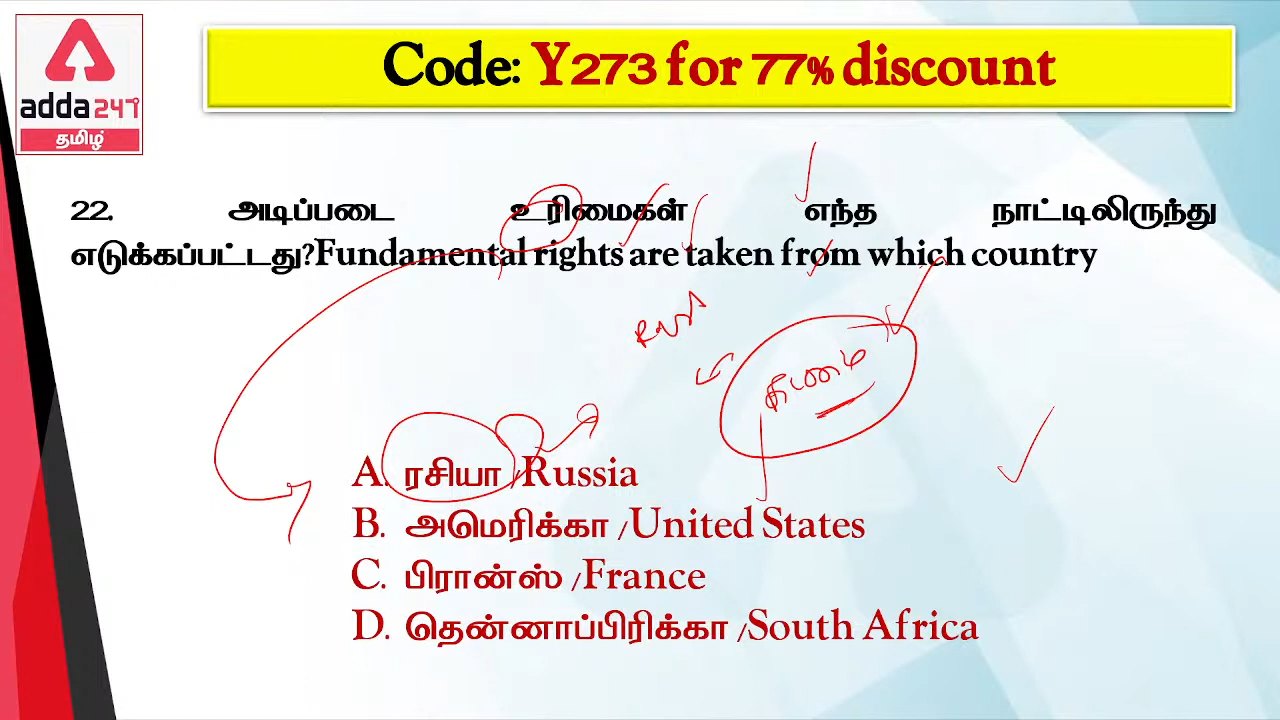 Code: Y273 for 77% discount
adda247
தமிழ்
22. அடிப்படை உரிமைகள் எந்த நாட்டிலிருந்து
எடுக்கப்பட்டது?Fundamental rights are taken from which country
A. ரசியா /Russia
B. அமெரிக்கா /United States
C. பிரான்ஸ் /France
D. தென்னாப்பிரிக்கா /South Africa